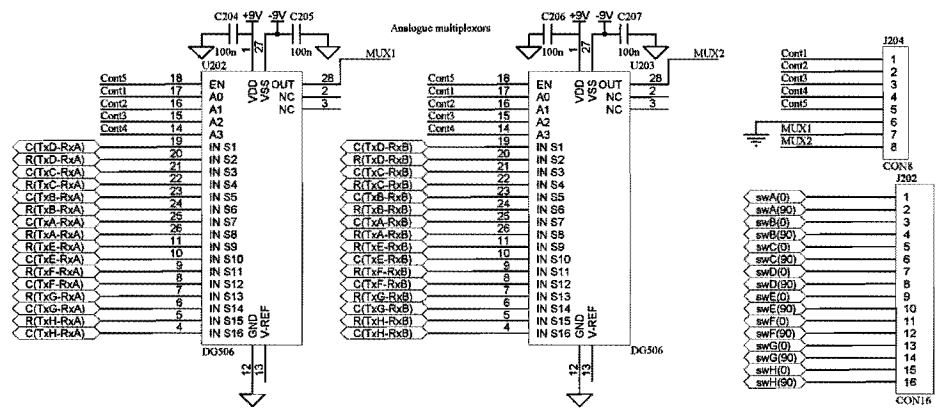 C204 +9V -9V C205
100n 100n
1 27
Analogue multiplexors
C206 +9V -9V C207
100n 100n
1 27
U202
MUX1
Cont5 18 EN VDD VSS OUT 28
Cont1 17 A0 NC 2
Cont2 16 A1 NC 3
Cont3 15 A2
Cont4 14 A3
C(TxD-RxA) 19 IN S1
R(TxD-RxA) 20 IN S2
C(TxC-RxA) 21 IN S3
R(TxC-RxA) 22 IN S4
C(TxB-RxA) 23 IN S5
R(TxB-RxA) 24 IN S6
C(TxA-RxA) 25 IN S7
R(TxA-RxA) 26 IN S8
R(TxE-RxA) 11 IN S9
C(TxE-RxA) 10 IN S10
R(TxF-RxA) 9 IN S11
C(TxF-RxA) 8 IN S12
R(TxG-RxA) 7 IN S13
C(TxG-RxA) 6 IN S14
R(TxH-RxA) 5 IN S15
C(TxH-RxA) 4 IN S16
GND V-REF
DG506
12 13
U203
MUX2
Cont5 18 EN VDD VSS OUT 28
Cont1 17 A0 NC 2
Cont2 16 A1 NC 3
Cont3 15 A2
Cont4 14 A3
C(TxD-RxB) 19 IN S1
R(TxD-RxB) 20 IN S2
C(TxC-RxB) 21 IN S3
R(TxC-RxB) 22 IN S4
C(TxB-RxB) 23 IN S5
R(TxB-RxB) 24 IN S6
C(TxA-RxB) 25 IN S7
R(TxA-RxB) 26 IN S8
R(TxE-RxB) 11 IN S9
C(TxE-RxB) 10 IN S10
R(TxF-RxB) 9 IN S11
C(TxF-RxB) 8 IN S12
R(TxG-RxB) 7 IN S13
C(TxG-RxB) 6 IN S14
R(TxH-RxB) 5 IN S15
C(TxH-RxB) 4 IN S16
GND V-REF
DG506
12 13
J204
Cont1 1
Cont2 2
Cont3 3
Cont4 4
Cont5 5
6
MUX1 7
MUX2 8
CON8
J202
swA(0) 1
swA(90) 2
swB(0) 3
swB(90) 4
swC(0) 5
swC(90) 6
swD(0) 7
swD(90) 8
swE(0) 9
swE(90) 10
swF(0) 11
swF(90) 12
swG(0) 13
swG(90) 14
swH(0) 15
swH(90) 16
CON16